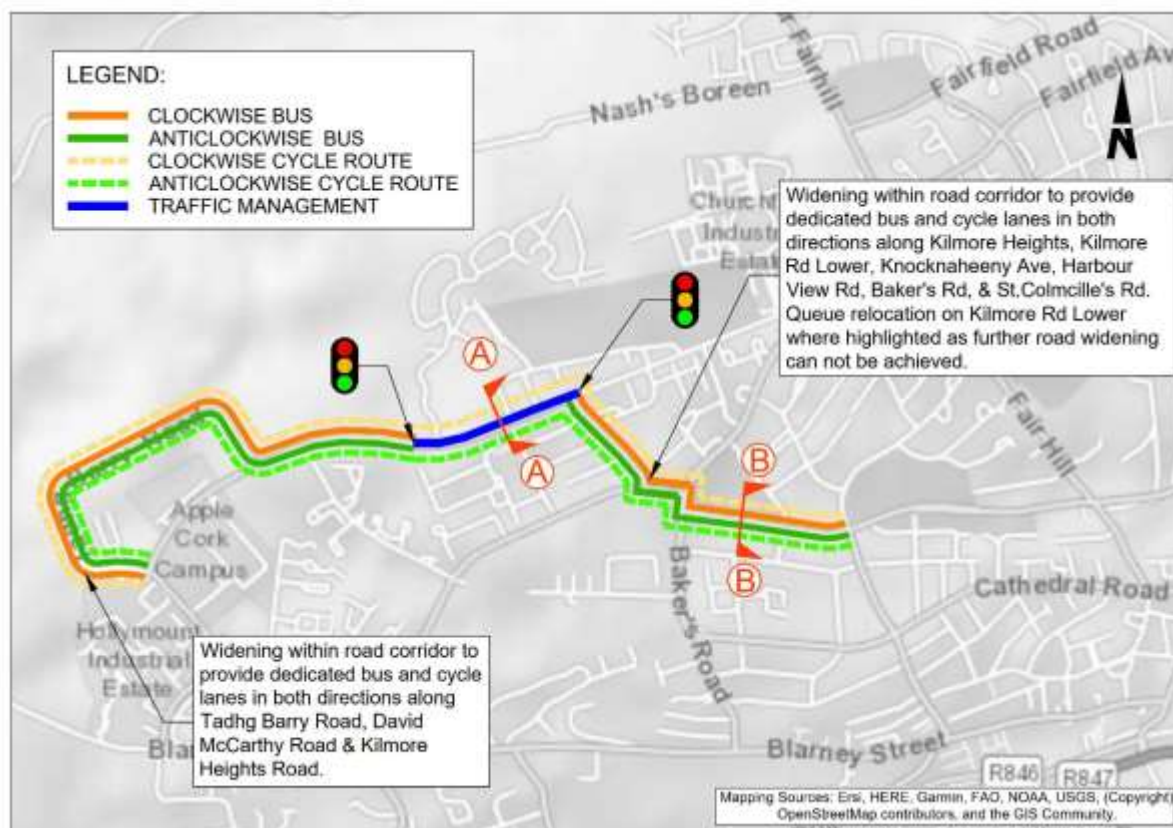 LEGEND:
CLOCKWISE BUS
ANTICLOCKWISE BUS
CLOCKWISE CYCLE ROUTE
ANTICLOCKWISE CYCLE ROUTE
TRAFFIC MANAGEMENT
Fairhill
Fairfield Road
Fairfield Av
Nash's Boreen
N
Widening within road corridor to provide
dedicated bus and cycle lanes in both
directions along Kilmore Heights, Kilmore
Rd Lower, Knocknaheeny Ave, Harbour
View Rd, Baker's Rd, & St.Colmcille's Rd.
Queue relocation on Kilmore Rd Lower
where highlighted as further road widening
can not be achieved.
A
A
B
B
Apple
Cork
Campus
Fair Hill
Baker's Road
Cathedral Road
Hollymount
Industrial
Estate
Widening within road corridor to
provide dedicated bus and cycle
lanes in both directions along
Tadhg Barry Road, David
McCarthy Road & Kilmore
Heights Road.
Blarney Street
R846
R847
Mapping Sources: Ersi, HERE, Garmin, FAO, NOAA, USGS, (Copyright)
OpenStreetMap contributors, and the GIS Community.